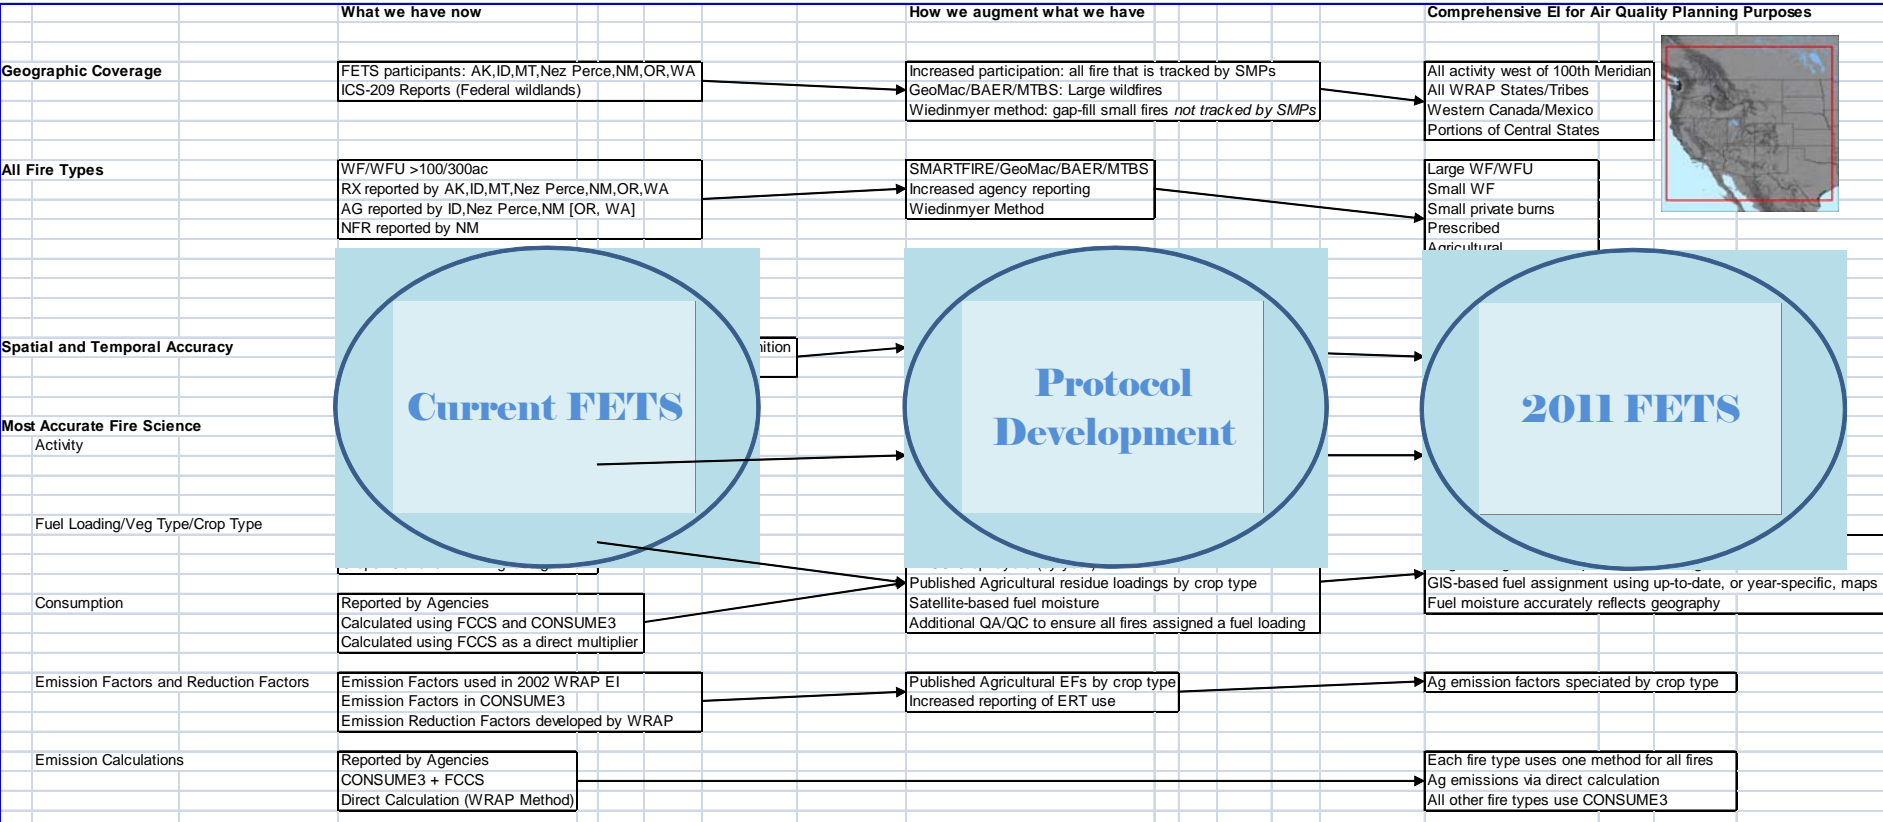 What we have now
How we augment what we have
Comprehensive EI for Air Quality Planning Purposes
Geographic Coverage
FETS participants: AK,ID,MT,Nez Perce,NM,OR,WA
ICS-209 Reports (Federal wildlands)
Increased participation: all fire that is tracked by SMPs
GeoMac/BAER/MTBS: Large wildfires
Wiedinmyer method: gap-fill small fires not tracked by SMPs
All activity west of 100th Meridian
All WRAP States/Tribes
Western Canada/Mexico
Portions of Central States
All Fire Types
WF/WFU >100/300ac
RX reported by AK,ID,MT,Nez Perce,NM,OR,WA
AG reported by ID,Nez Perce,NM [OR, WA]
NFR reported by NM
SMARTFIRE/GeoMac/BAER/MTBS
Increased agency reporting
Wiedinmyer Method
Large WF/WFU
Small WF
Small private burns
Prescribed
Agricultural
Spatial and Temporal Accuracy
Current FETS
Protocol
Development
2011 FETS
Most Accurate Fire Science
Activity
Fuel Loading/Veg Type/Crop Type
Published Agricultural residue loadings by crop type
Satellite-based fuel moisture
Additional QA/QC to ensure all fires assigned a fuel loading
GIS-based fuel assignment using up-to-date, or year-specific, maps
Fuel moisture accurately reflects geography
Consumption
Reported by Agencies
Calculated using FCCS and CONSUME3
Calculated using FCCS as a direct multiplier
Emission Factors and Reduction Factors
Emission Factors used in 2002 WRAP EI
Emission Factors in CONSUME3
Emission Reduction Factors developed by WRAP
Published Agricultural EFs by crop type
Increased reporting of ERT use
Ag emission factors speciated by crop type
Emission Calculations
Reported by Agencies
CONSUME3 + FCCS
Direct Calculation (WRAP Method)
Each fire type uses one method for all fires
Ag emissions via direct calculation
All other fire types use CONSUME3